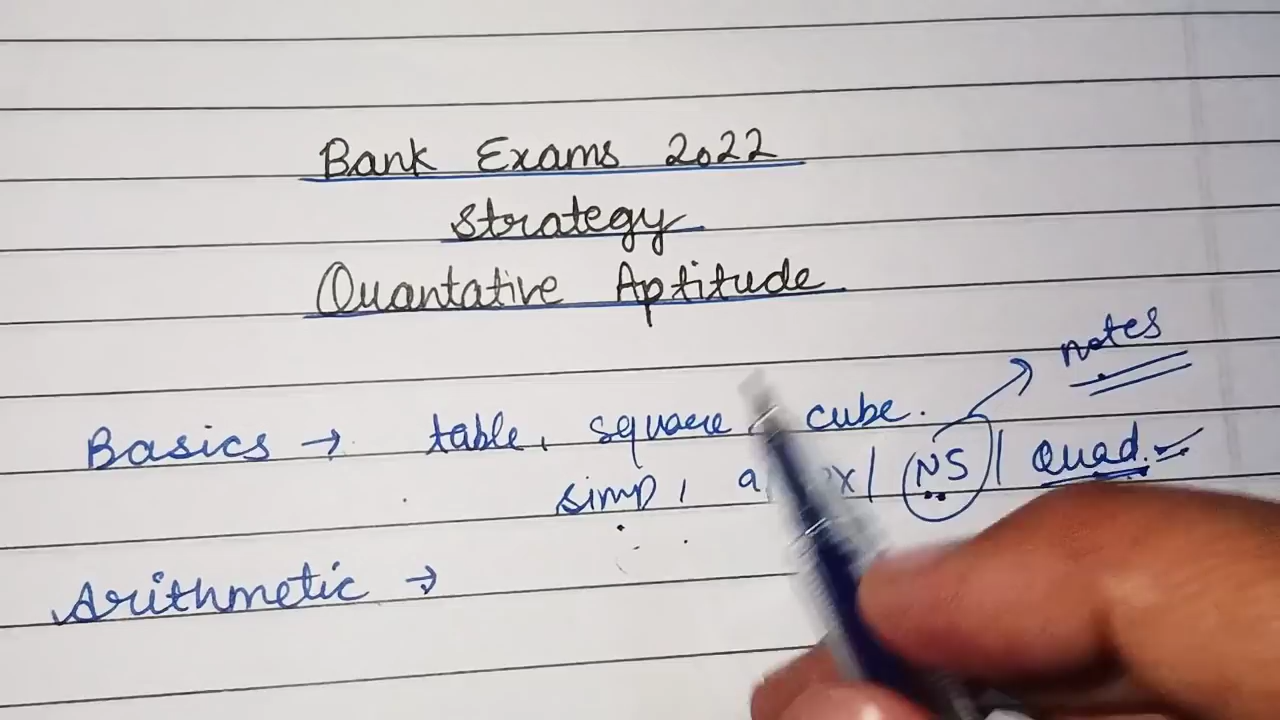 Bank Exams 2022
Strategy
Quantative Aptitude
notes
Basics → table, square, cube.
simp, / NS / Quad.
Arithmetic →